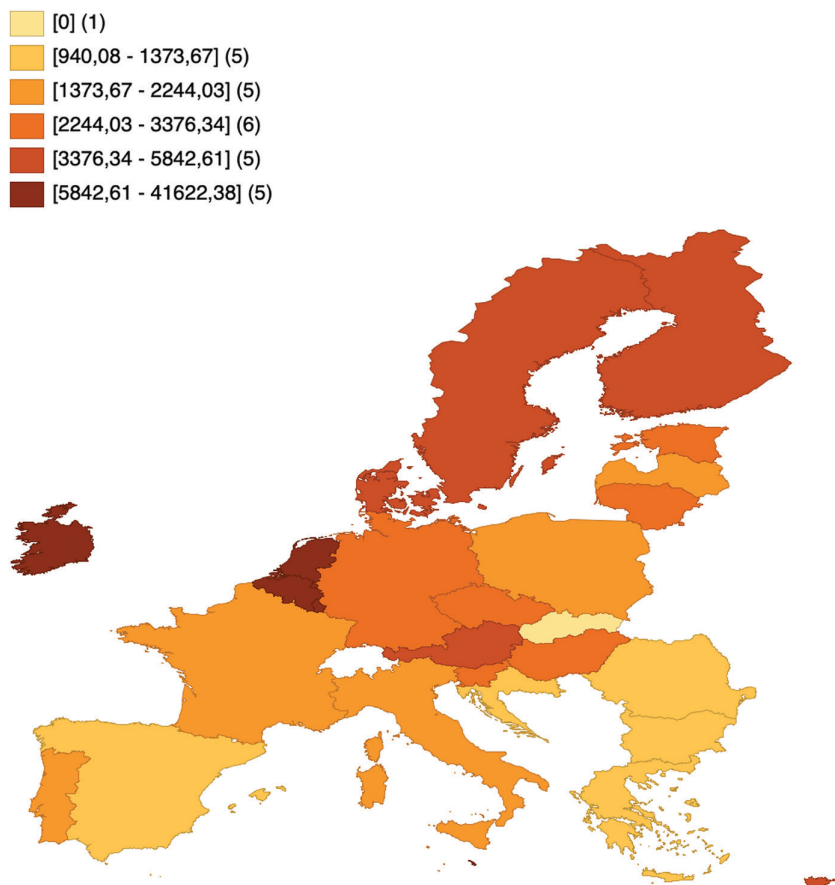 [0] (1)
[940,08 - 1373,67] (5)
[1373,67 - 2244,03] (5)
[2244,03 - 3376,34] (6)
[3376,34 - 5842,61] (5)
[5842,61 - 41622,38] (5)